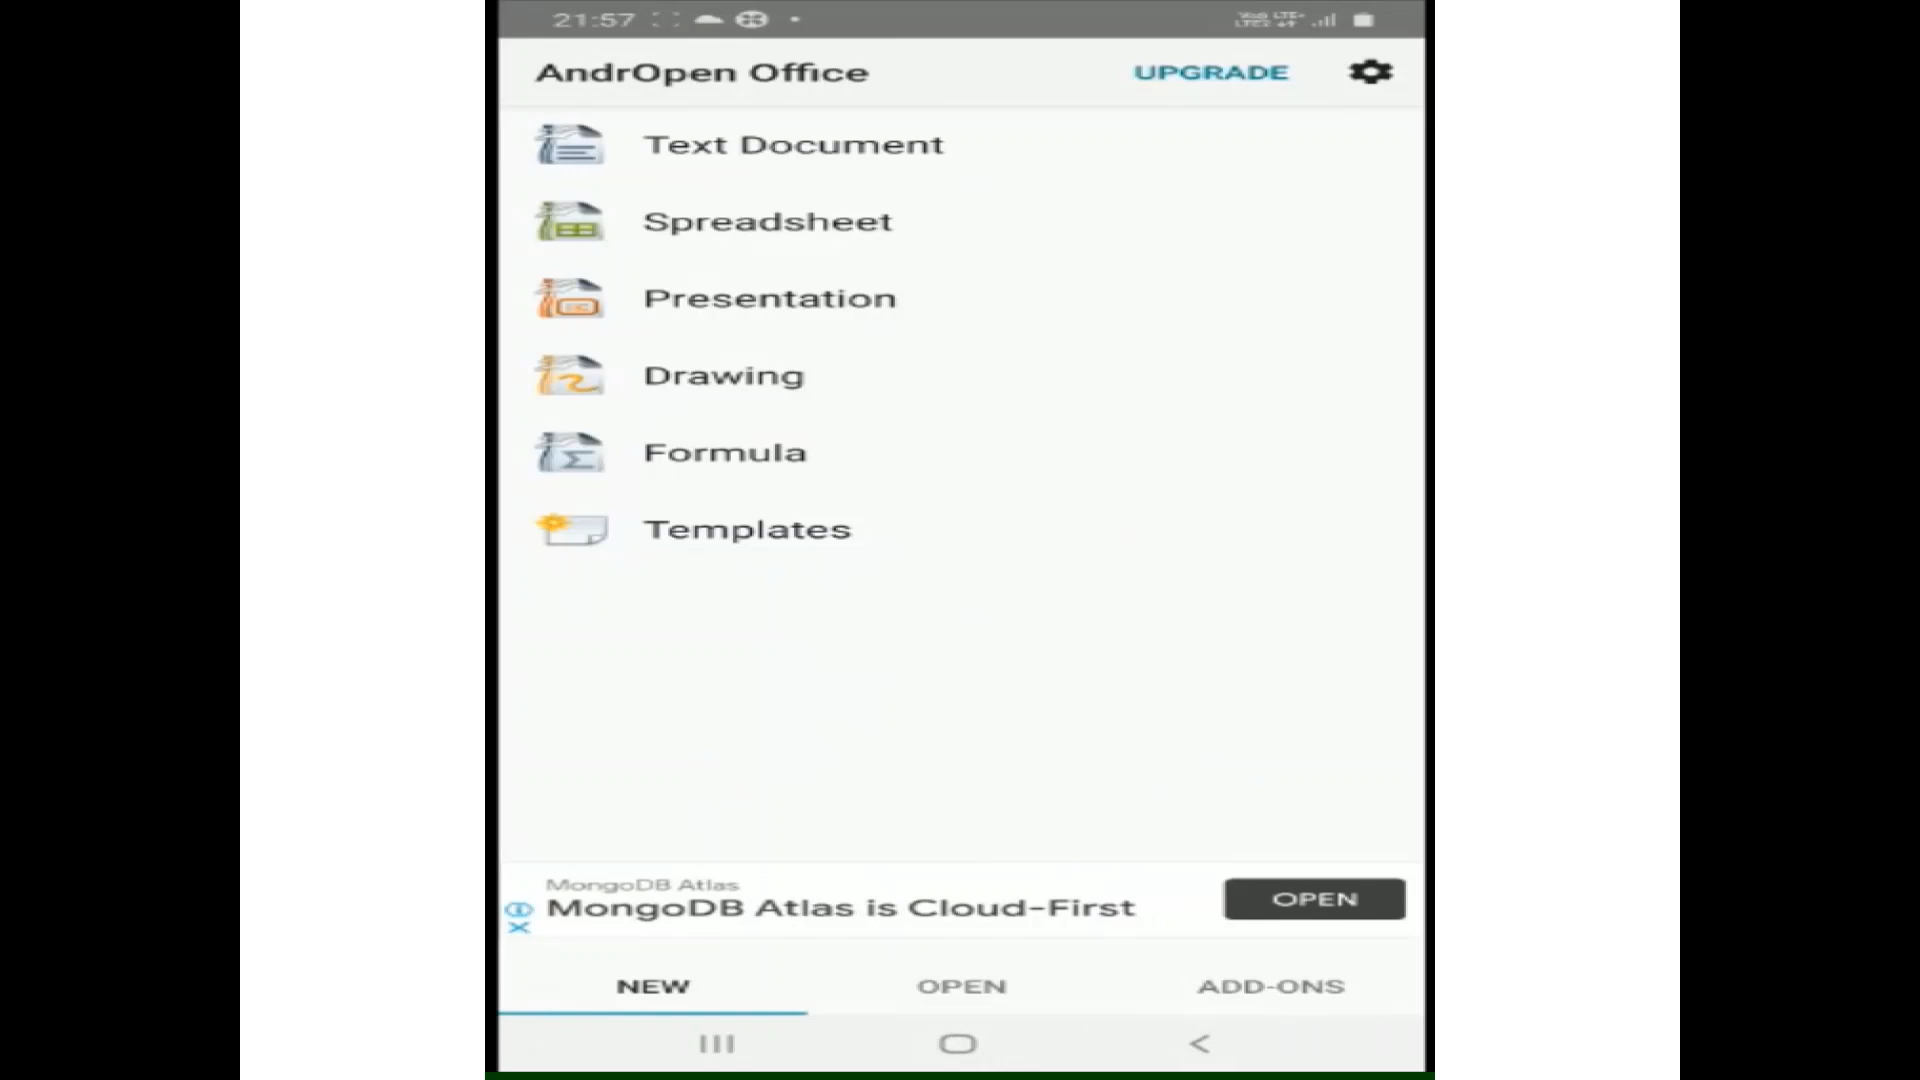 21:57
AndrOpen Office
UPGRADE
Text Document
Spreadsheet
Presentation
Drawing
Formula
Templates
MongoDB Atlas
MongoDB Atlas is Cloud-First
OPEN
NEW
OPEN
ADD-ONS